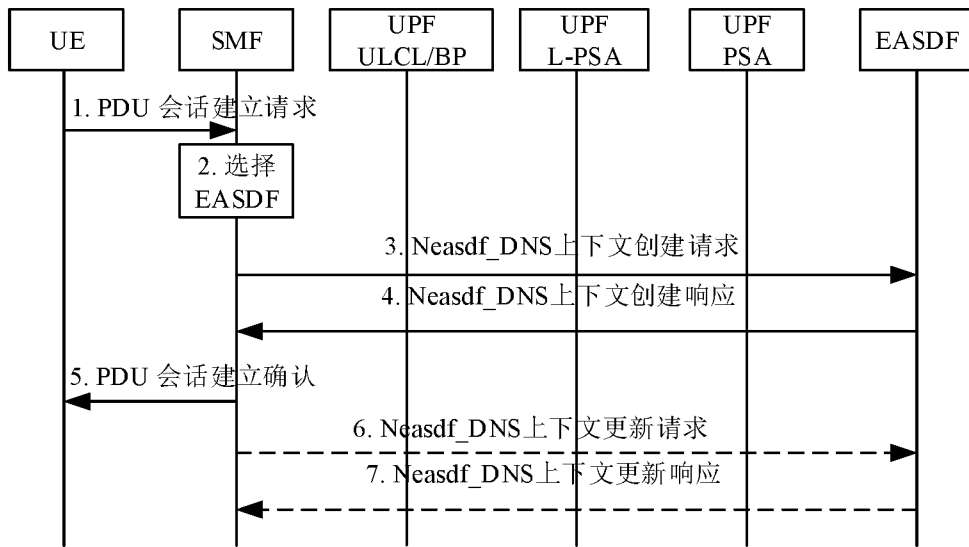 UE
SMF
UPF
ULCL/BP
UPF
L-PSA
UPF
PSA
EASDF
1. PDU 会话建立请求
2. 选择
EASDF
3. Neasdf_DNS上下文创建请求
4. Neasdf_DNS上下文创建响应
5. PDU 会话建立确认
6. Neasdf_DNS上下文更新请求
7. Neasdf_DNS上下文更新响应